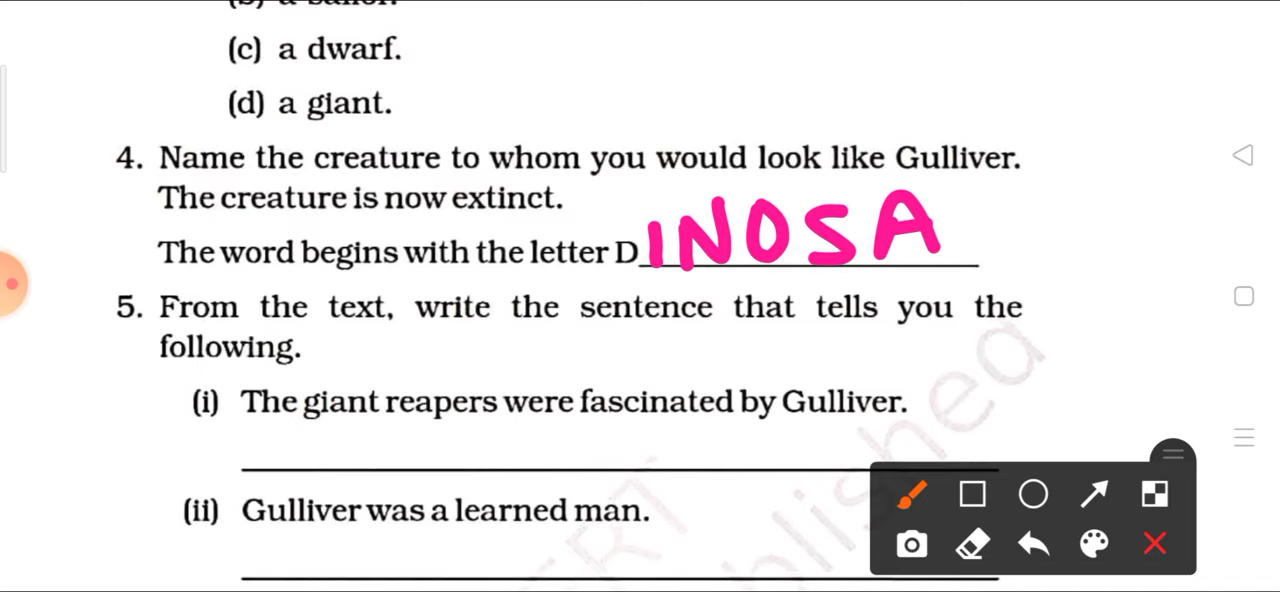 (c) a dwarf.
(d) a giant.
4. Name the creature to whom you would look like Gulliver.
The creature is now extinct.
The word begins with the letter D INOSA
5. From the text, write the sentence that tells you the
following.
(i) The giant reapers were fascinated by Gulliver.
(ii) Gulliver was a learned man.